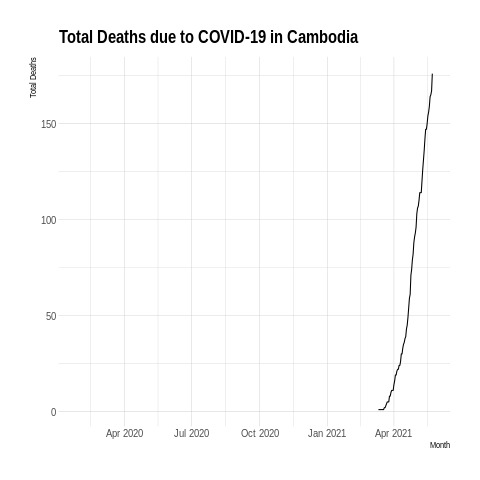 Total Deaths due to COVID-19 in Cambodia
Total Deaths
150
100
50
0
Apr 2020 Jul 2020 Oct 2020 Jan 2021 Apr 2021
Month